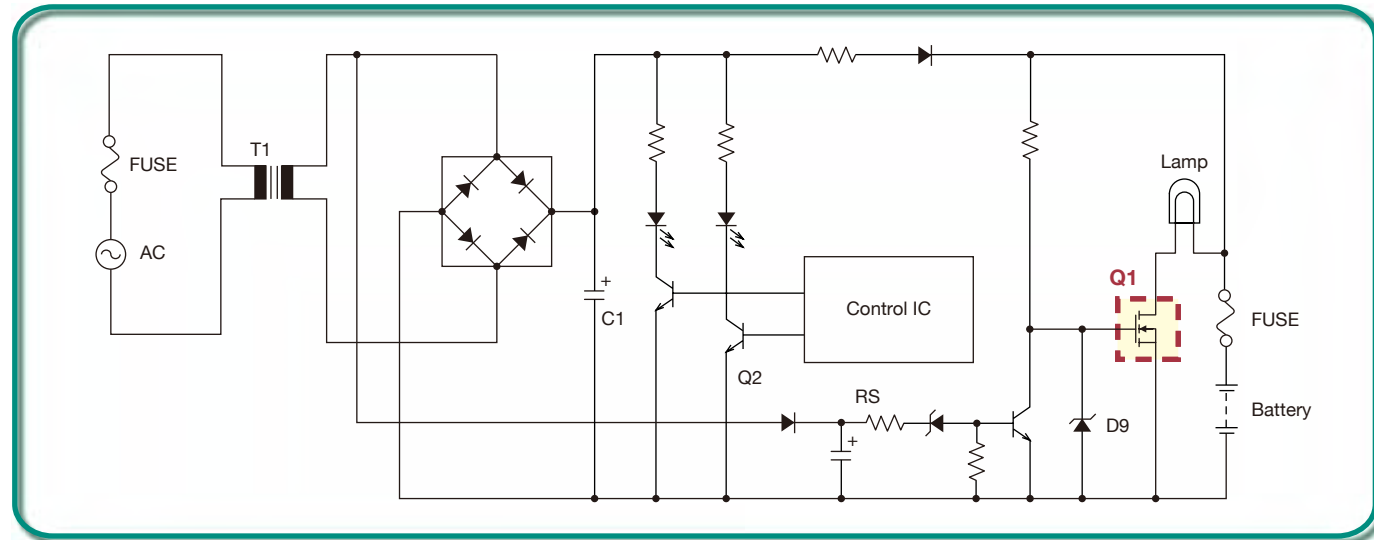 FUSE
T1
AC
+
C1
Q2
Control IC
RS
+
D9
Lamp
Q1
FUSE
Battery